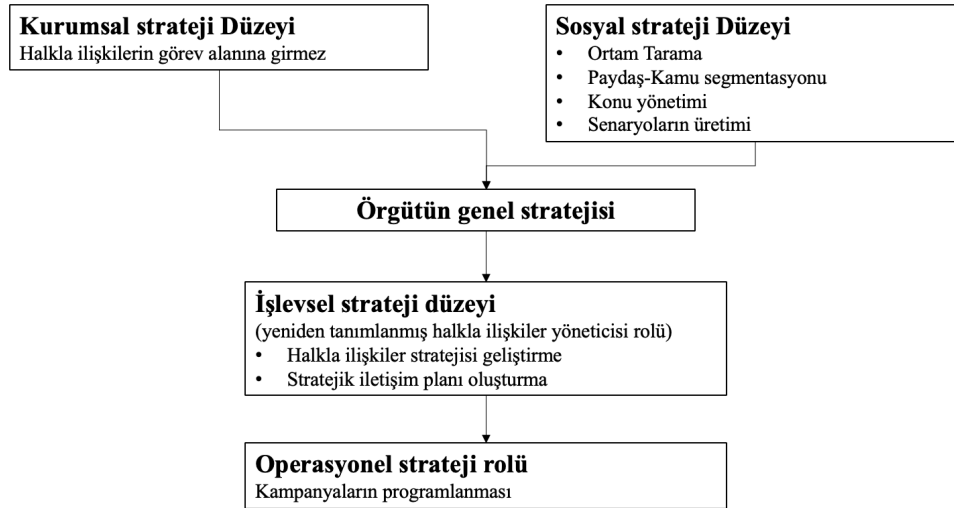 Kurumsal strateji Düzeyi
Halkla ilişkilerin görev alanına girmez
Sosyal strateji Düzeyi
• Ortam Tarama
• Paydaş-Kamu segmentasyonu
• Konu yönetimi
• Senaryoların üretimi
Örgütün genel stratejisi
İşlevsel strateji düzeyi
(yeniden tanımlanmış halkla ilişkiler yöneticisi rolü)
• Halkla ilişkiler stratejisi geliştirme
• Stratejik iletişim planı oluşturma
Operasyonel strateji rolü
Kampanyaların programlanması